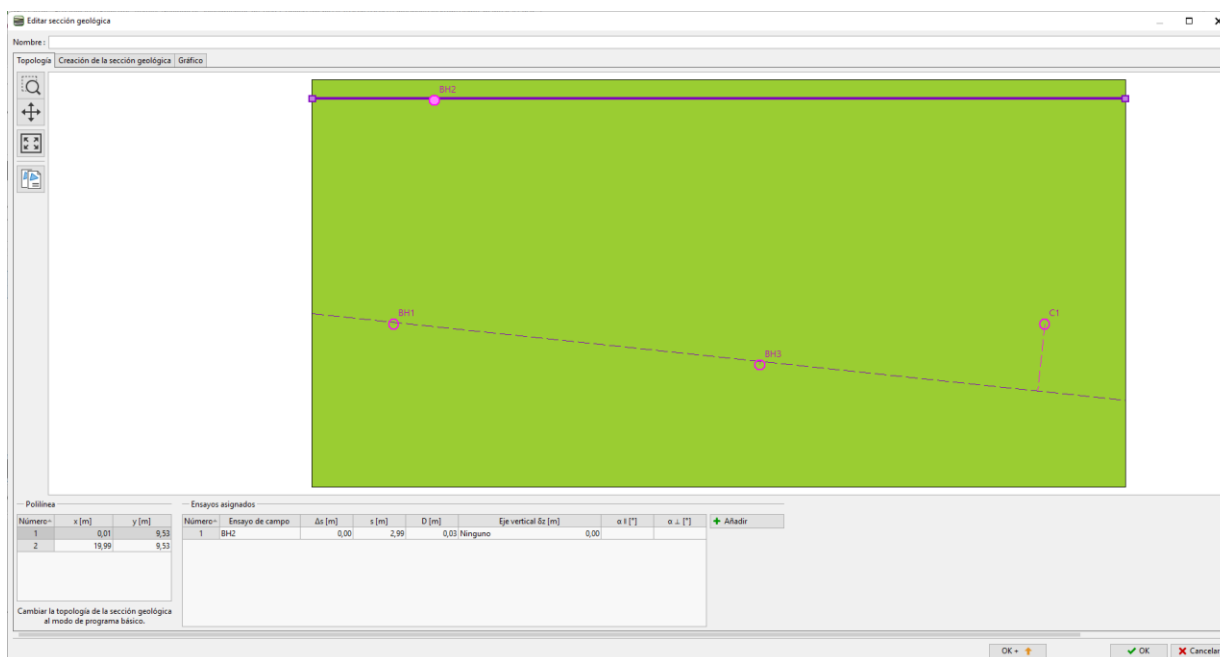 Editar sección geológica
Nombre :
Topología Creación de la sección geológica Gráfico
BH2
BH1
C1
BH3
Polilínea
Número x [m] y [m]
1 0,01 9,53
2 19,99 9,53
Cambiar la topología de la sección geológica
al modo de programa básico.
Ensayos asignados
Número Ensayo de campo Δs [m] s [m] D [m] Eje vertical δz [m] α ∥ [°] α ⊥ [°]
1 BH2 0,00 2,99 0,03 Ninguno 0,00
Añadir
OK +
OK
Cancelar